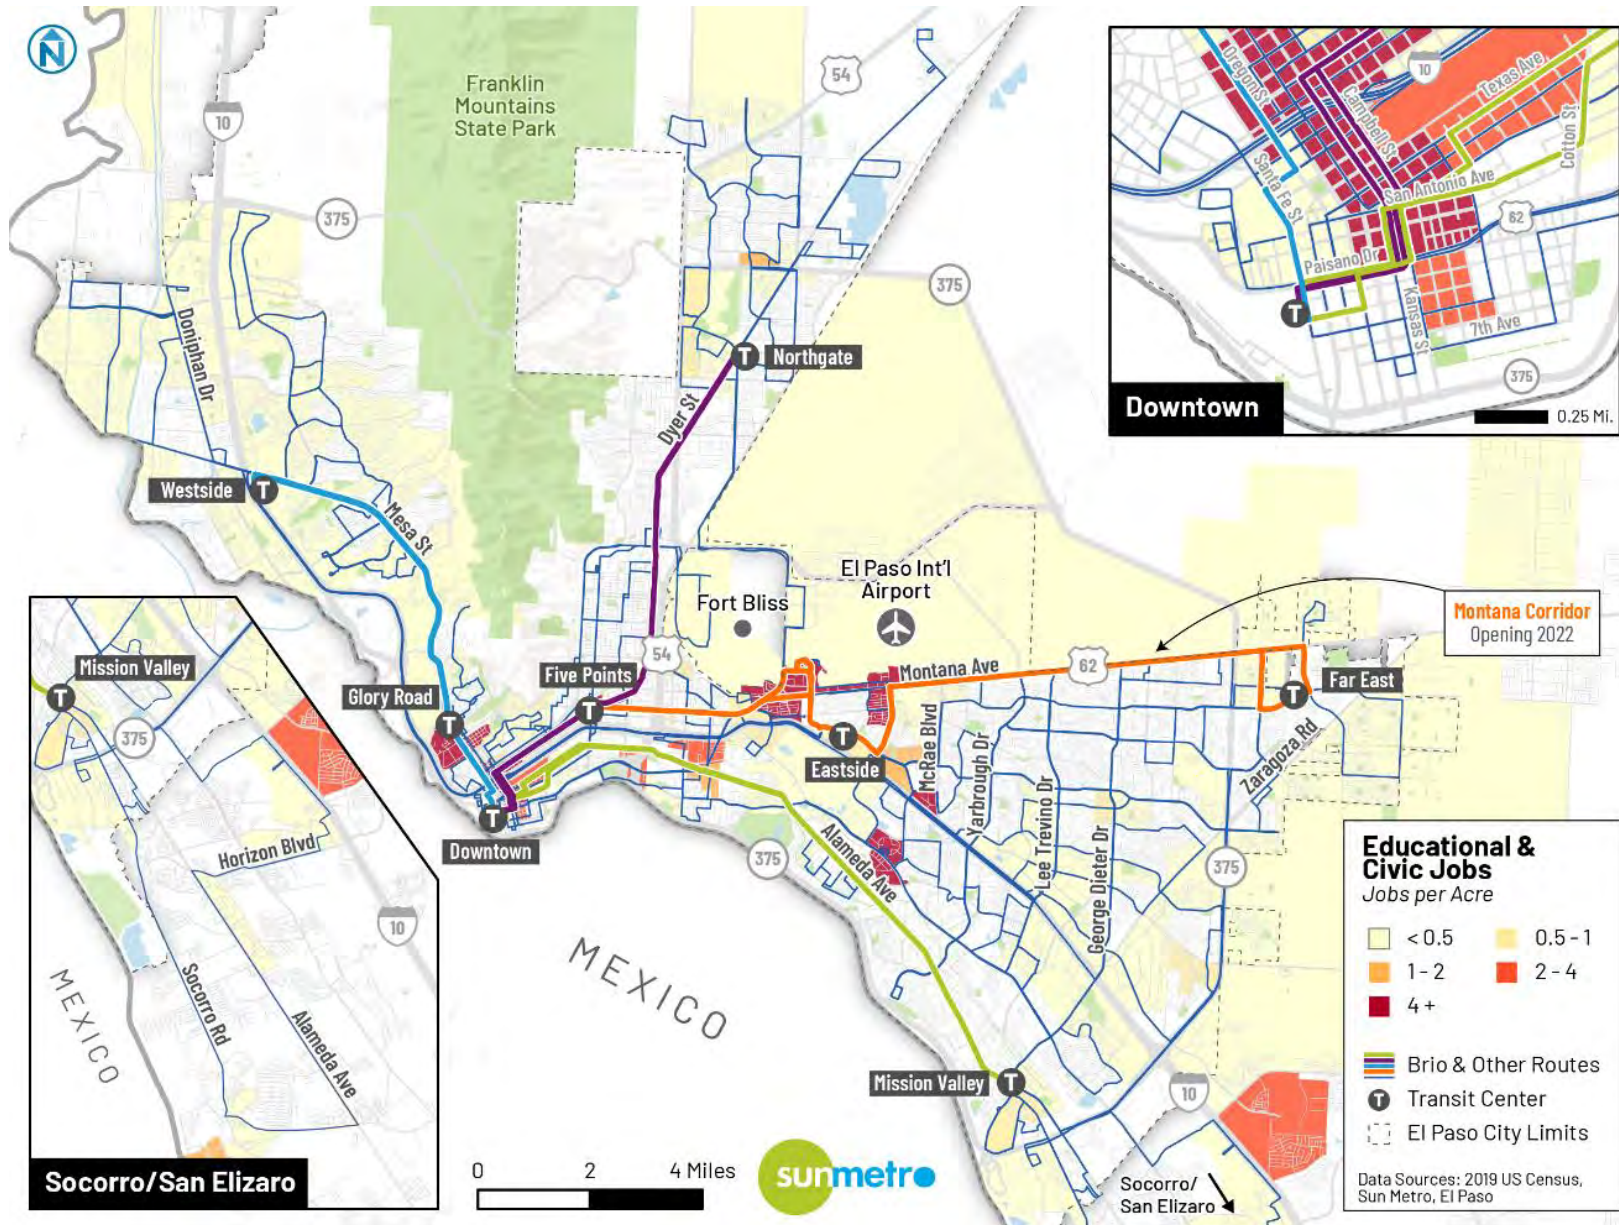 N
Franklin
Mountains
State Park
54
10
375
375
Doniphan Dr
Northgate
Dyer St
Westside
Mesa St
El Paso Int'l
Airport
Fort Bliss
54
Five Points
Glory Road
Montana Ave
62
Montana Corridor
Opening 2022
Far East
Eastside
McRae Blvd
Yarbrough Dr
Lee Trevino Dr
George Dieter Dr
Zaragoza Rd
Downtown
375
Alameda Ave
375
MEXICO
Mission Valley
10
Socorro/
San Elizaro
0 2 4 Miles
sunmetro
Oregon St
10
Texas Ave
Campbell St
Cotton St
San Antonio Ave
Santa Fe St
62
Paisano Dr
Kansas St
7th Ave
375
Downtown
0.25 Mi.
Mission Valley
375
Horizon Blvd
10
Socorro Rd
Alameda Ave
MEXICO
Socorro/San Elizaro
Educational &
Civic Jobs
Jobs per Acre
< 0.5 0.5 - 1
1 - 2 2 - 4
4 +
Brio & Other Routes
T Transit Center
El Paso City Limits
Data Sources: 2019 US Census,
Sun Metro, El Paso
T
T
T
T
T
T
T
T
T
T